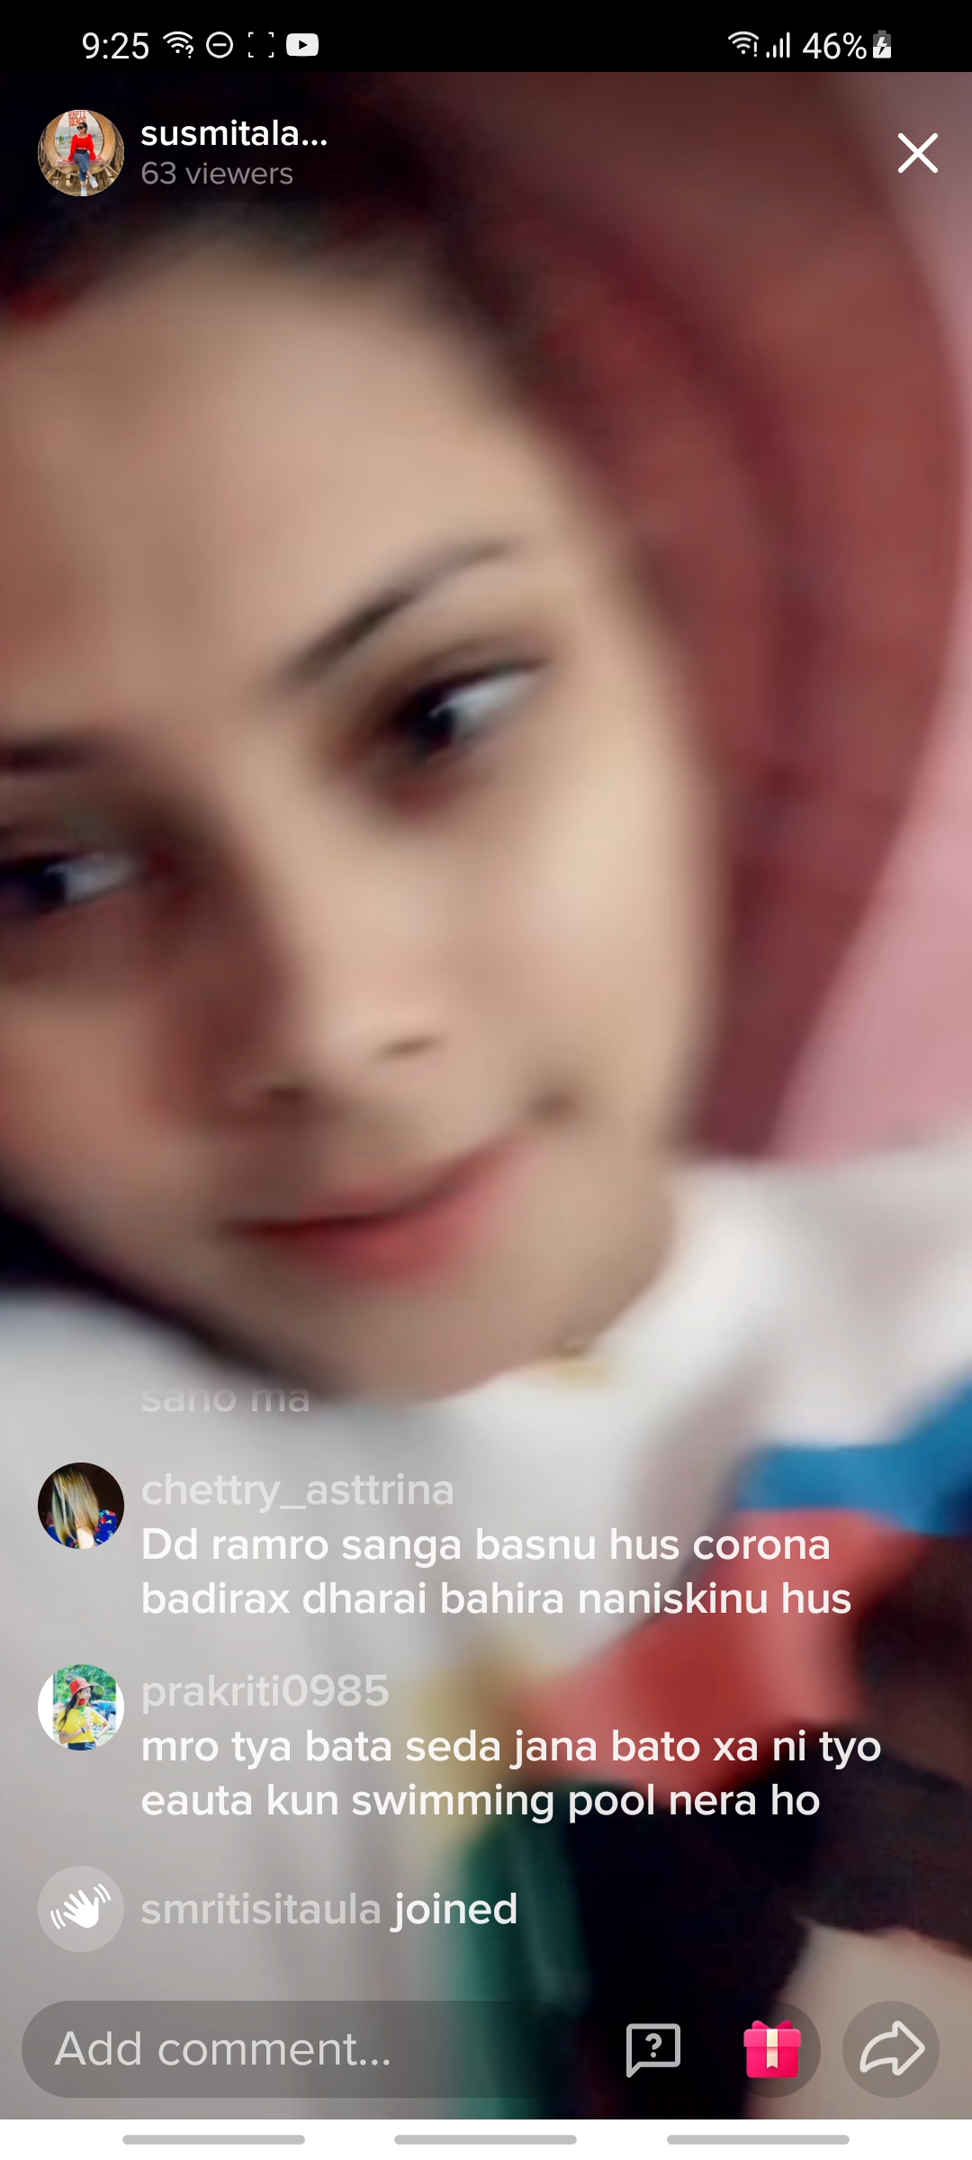 9:25
46%
susmitala...
63 viewers
sano ma
chettry_asttrina
Dd ramro sanga basnu hus corona
badirax dharai bahira naniskinu hus
prakriti0985
mro tya bata seda jana bato xa ni tyo
eauta kun swimming pool nera ho
smritisitaula joined
Add comment...